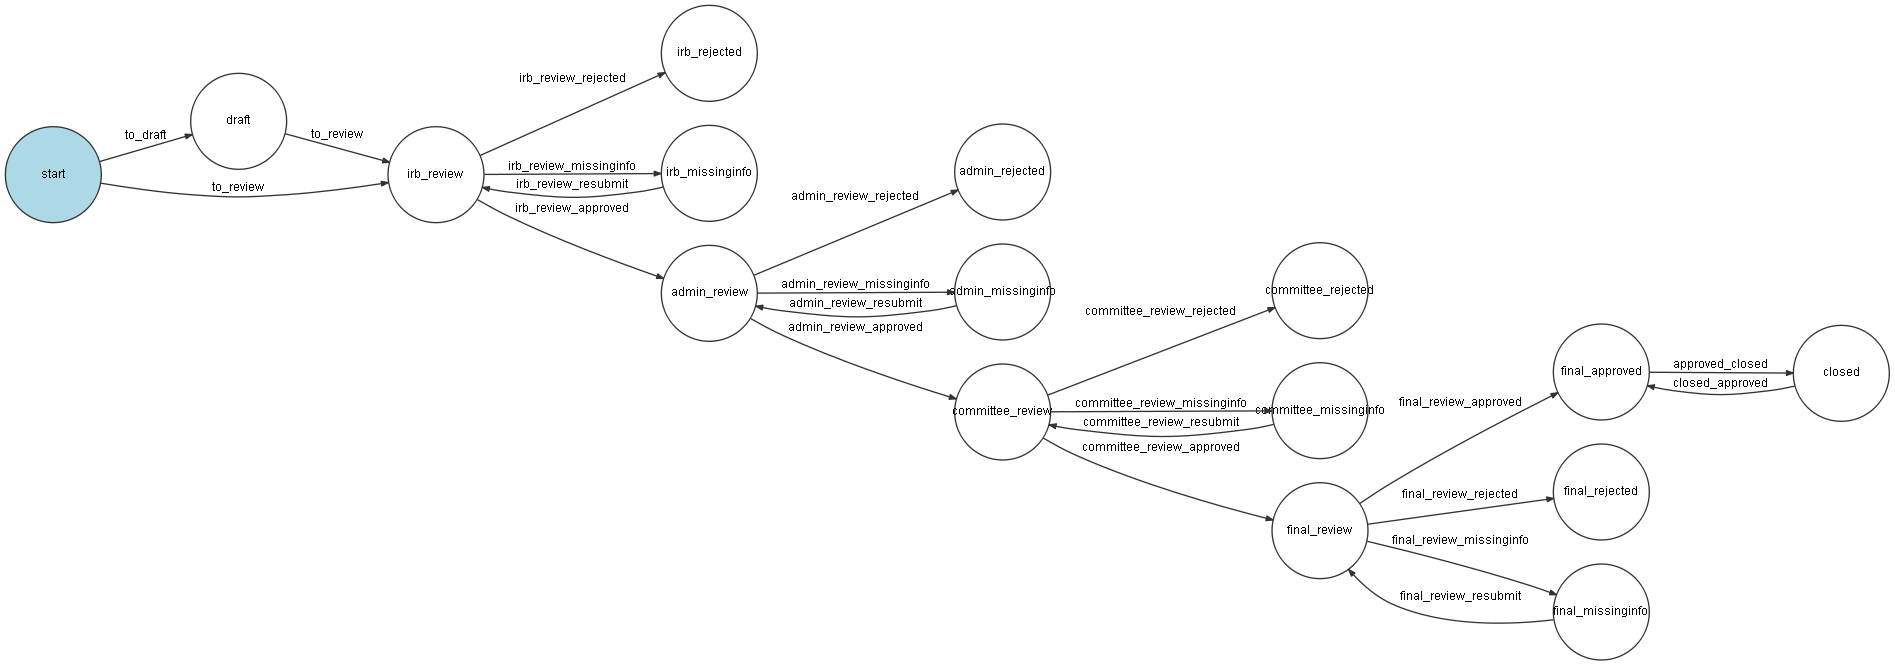 start
to_draft
to_review
draft
to_review
irb_review
irb_review_rejected
irb_review_missinginfo
irb_review_resubmit
irb_review_approved
irb_rejected
irb_missinginfo
admin_review
admin_review_rejected
admin_review_missinginfo
admin_review_resubmit
admin_review_approved
admin_rejected
admin_missinginfo
committee_review
committee_review_rejected
committee_review_missinginfo
committee_review_resubmit
committee_review_approved
committee_rejected
committee_missinginfo
final_review
final_review_approved
final_review_rejected
final_review_missinginfo
final_review_resubmit
final_approved
final_rejected
final_missinginfo
approved_closed
closed_approved
closed